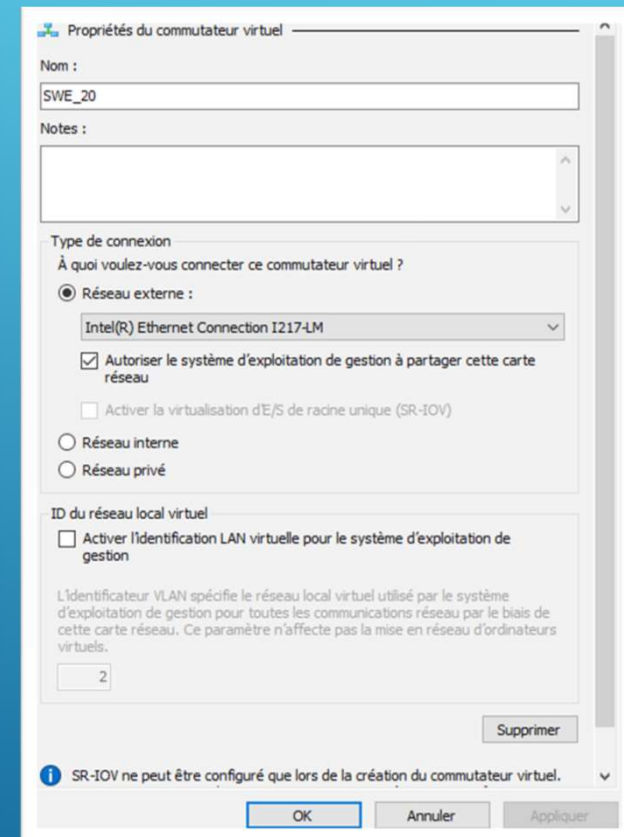 Propriétés du commutateur virtuel
Nom :
SWE_20
Notes :
Type de connexion
À quoi voulez-vous connecter ce commutateur virtuel ?
Réseau externe :
Intel(R) Ethernet Connection I217-LM
Autoriser le système d'exploitation de gestion à partager cette carte
réseau
Activer la virtualisation d'E/S de racine unique (SR-IOV)
Réseau interne
Réseau privé
ID du réseau local virtuel
Activer l'identification LAN virtuelle pour le système d'exploitation de
gestion
L'identificateur VLAN spécifie le réseau local virtuel utilisé par le système
d'exploitation de gestion pour toutes les communications réseau par le biais de
cette carte réseau. Ce paramètre n'affecte pas la mise en réseau d'ordinateurs
virtuels.
2
Supprimer
SR-IOV ne peut être configuré que lors de la création du commutateur virtuel.
OK Annuler Appliquer